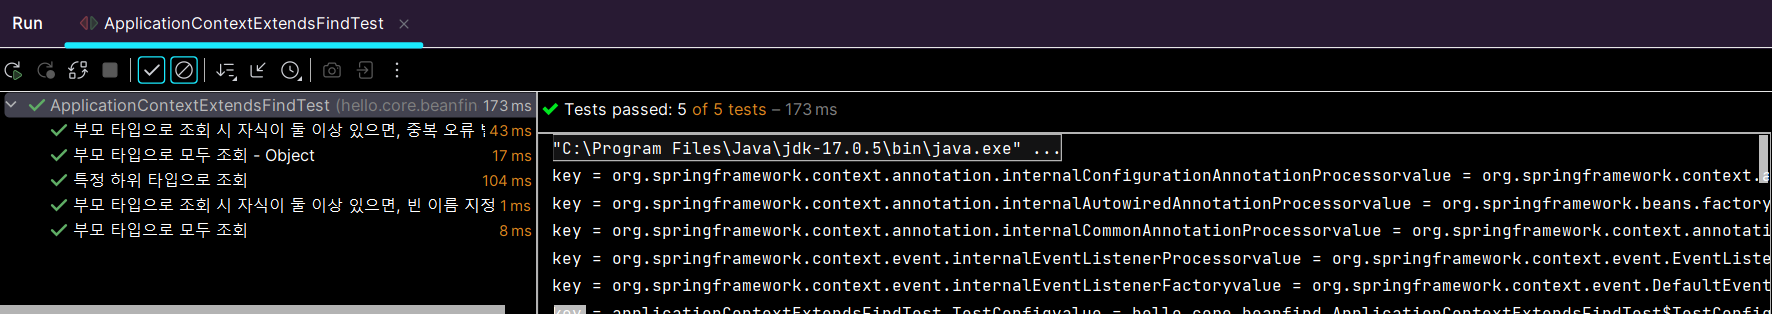 Run ApplicationContextExtendsFindTest
ApplicationContextExtendsFindTest (hello.core.beanfin 173 ms
부모 타입으로 조회 시 자식이 둘 이상 있으면, 중복 오류 43 ms
부모 타입으로 모두 조회 - Object 17 ms
특정 하위 타입으로 조회 104 ms
부모 타입으로 조회 시 자식이 둘 이상 있으면, 빈 이름 지정 1 ms
부모 타입으로 모두 조회 8 ms
Tests passed: 5 of 5 tests – 173 ms
"C:\Program Files\Java\jdk-17.0.5\bin\java.exe" ...
key = org.springframework.context.annotation.internalConfigurationAnnotationProcessorvalue = org.springframework.context.a
key = org.springframework.context.annotation.internalAutowiredAnnotationProcessorvalue = org.springframework.beans.factory
key = org.springframework.context.annotation.internalCommonAnnotationProcessorvalue = org.springframework.context.annotati
key = org.springframework.context.event.internalEventListenerProcessorvalue = org.springframework.context.event.EventListe
key = org.springframework.context.event.internalEventListenerFactoryvalue = org.springframework.context.event.DefaultEvent
key = applicationContextExtendsFindTest.TestConfigvalue = hello.core.beanfind.ApplicationContextExtendsFindTest$TestConfig